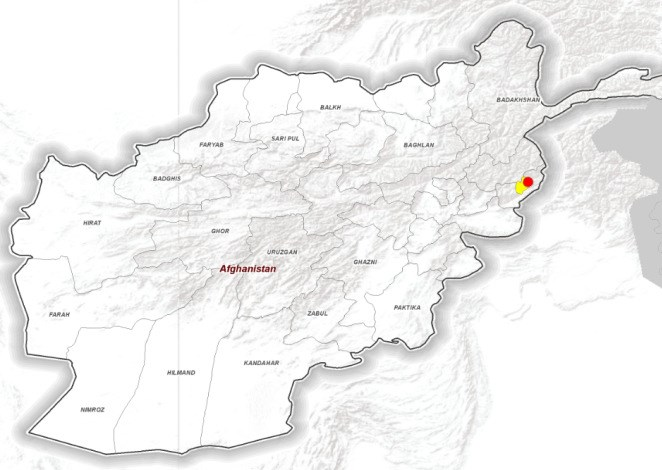 BADAKHSHAN
BALKH
SARI PUL
FARYAB
BAGHLAN
BADGHIS
HIRAT
GHOR
URUZGAN
GHAZNI
Afghanistan
PAKTIKA
FARAH
ZABUL
KANDAHAR
HILMAND
NIMROZ